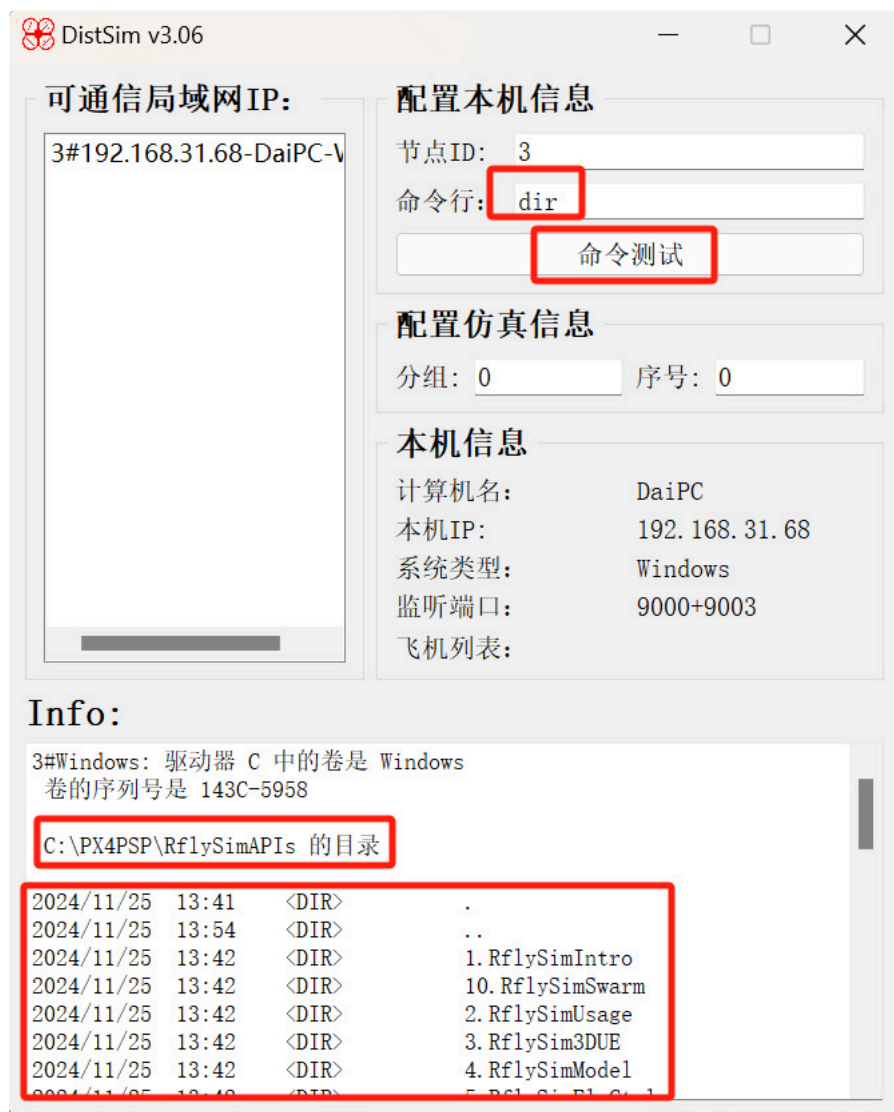 DistSim v3.06
可通信局域网IP:
3#192.168.31.68-DaiPC-W
配置本机信息
节点ID: 3
命令行: dir
命令测试
配置仿真信息
分组: 0 序号: 0
本机信息
计算机名: DaiPC
本机IP: 192.168.31.68
系统类型: Windows
监听端口: 9000+9003
飞机列表:
Info:
3#Windows: 驱动器 C 中的卷是 Windows
卷的序列号是 143C-5958
C:\PX4PSP\RflySimAPIs 的目录
2024/11/25 13:41 <DIR> .
2024/11/25 13:54 <DIR> ..
2024/11/25 13:42 <DIR> 1.RflySimIntro
2024/11/25 13:42 <DIR> 10.RflySimSwarm
2024/11/25 13:42 <DIR> 2.RflySimUsage
2024/11/25 13:42 <DIR> 3.RflySim3DUE
2024/11/25 13:42 <DIR> 4.RflySimModel